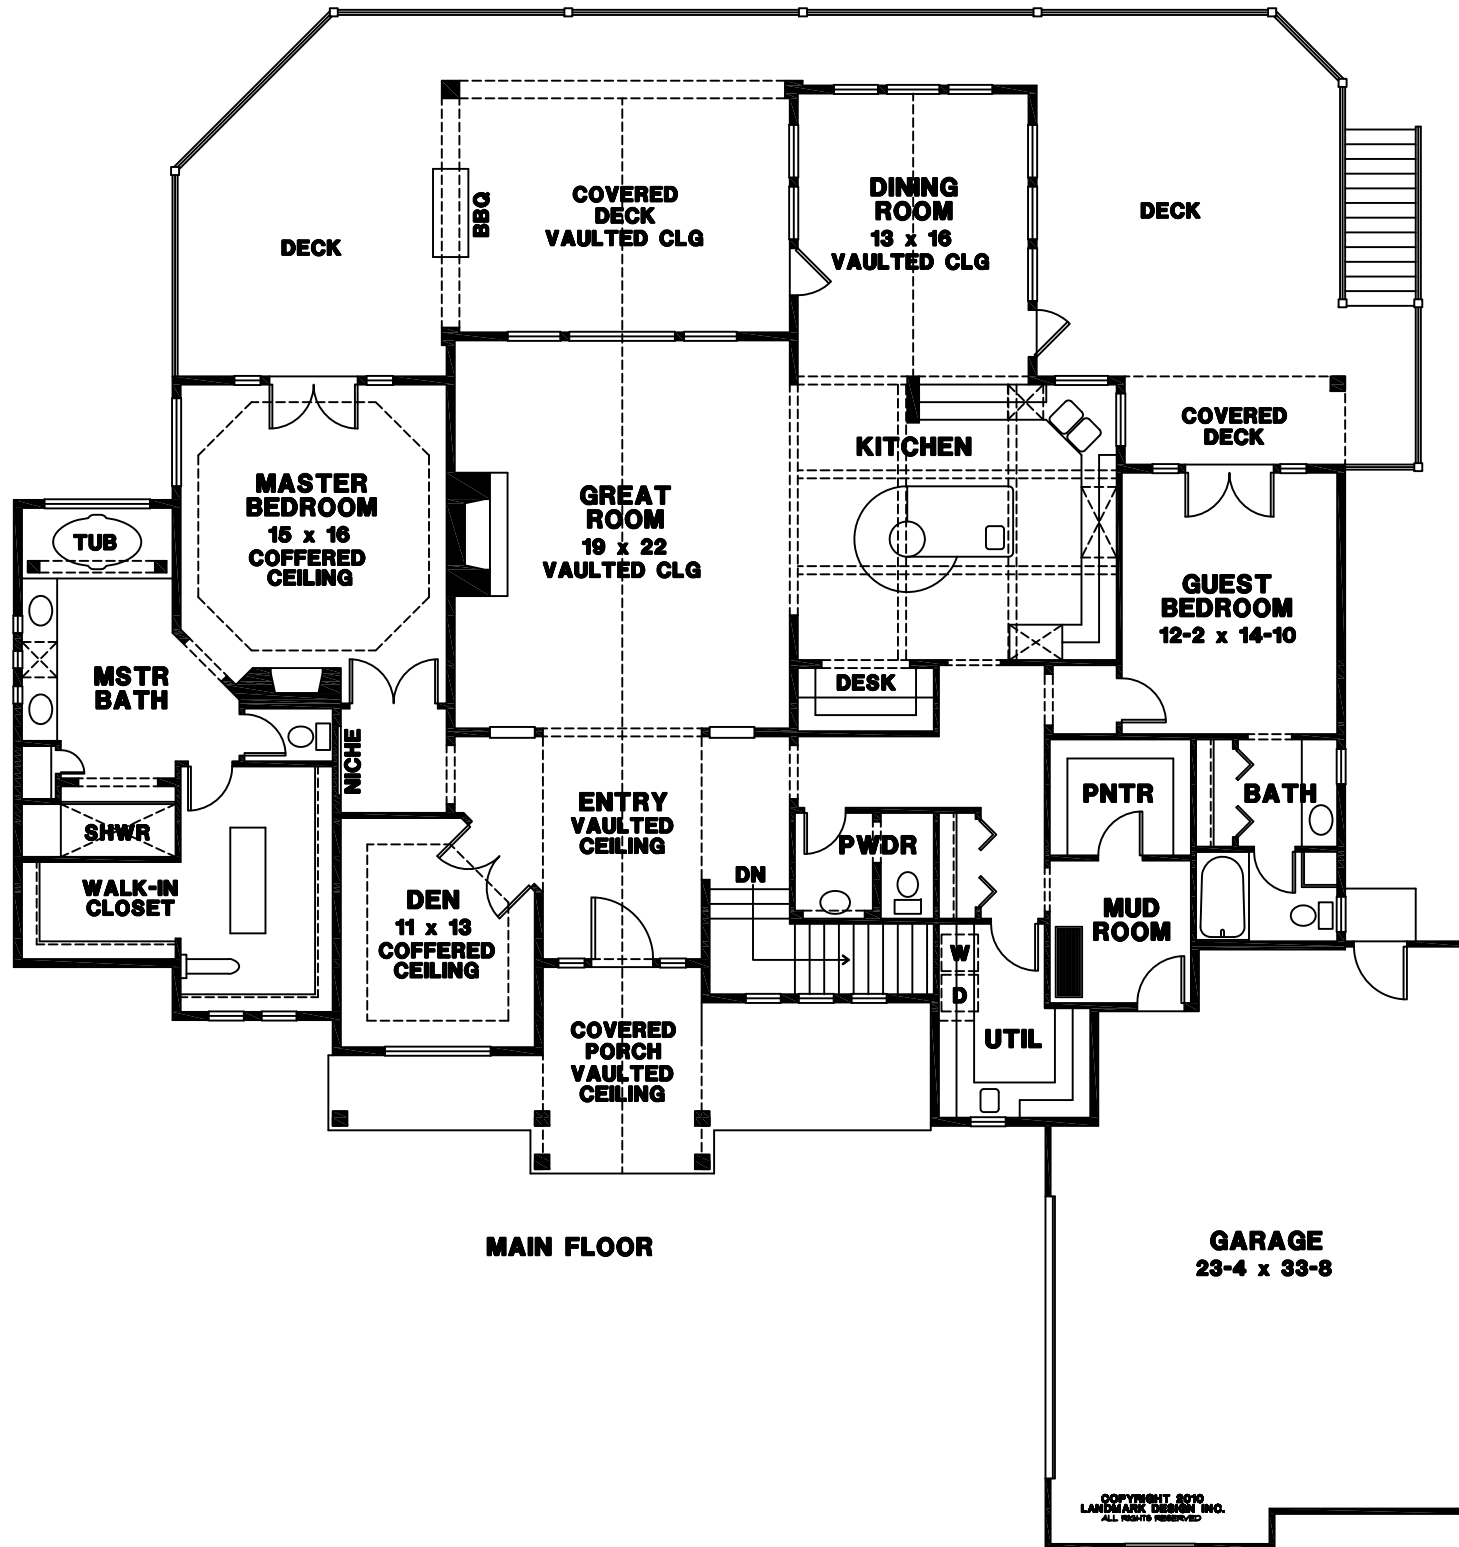 COVERED
DECK
VAULTED CLG
BBQ
DINING
ROOM
13 x 16
VAULTED CLG
DECK
DECK
KITCHEN
COVERED
DECK
MASTER
BEDROOM
15 x 16
COFFERED
CEILING
GREAT
ROOM
19 x 22
VAULTED CLG
TUB
GUEST
BEDROOM
12-2 x 14-10
MSTR
BATH
DESK
NICHE
ENTRY
VAULTED
CEILING
PNTR
BATH
SHWR
PWDR
DN
WALK-IN
CLOSET
DEN
11 x 13
COFFERED
CEILING
MUD
ROOM
W
D
UTIL
COVERED
PORCH
VAULTED
CEILING
MAIN FLOOR
GARAGE
23-4 x 33-8
COPYRIGHT 2010
LANDMARK DESIGN INC.
ALL RIGHTS RESERVED